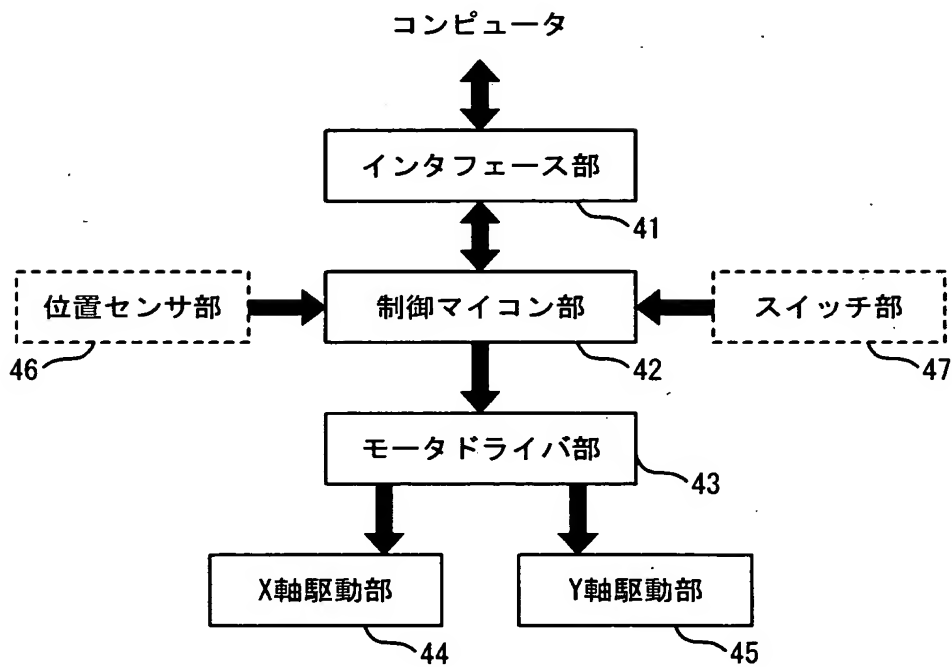 コンピュータ
インタフェース部
41
位置センサ部
制御マイコン部
スイッチ部
46
42
47
モータドライバ部
43
X軸駆動部
Y軸駆動部
44
45